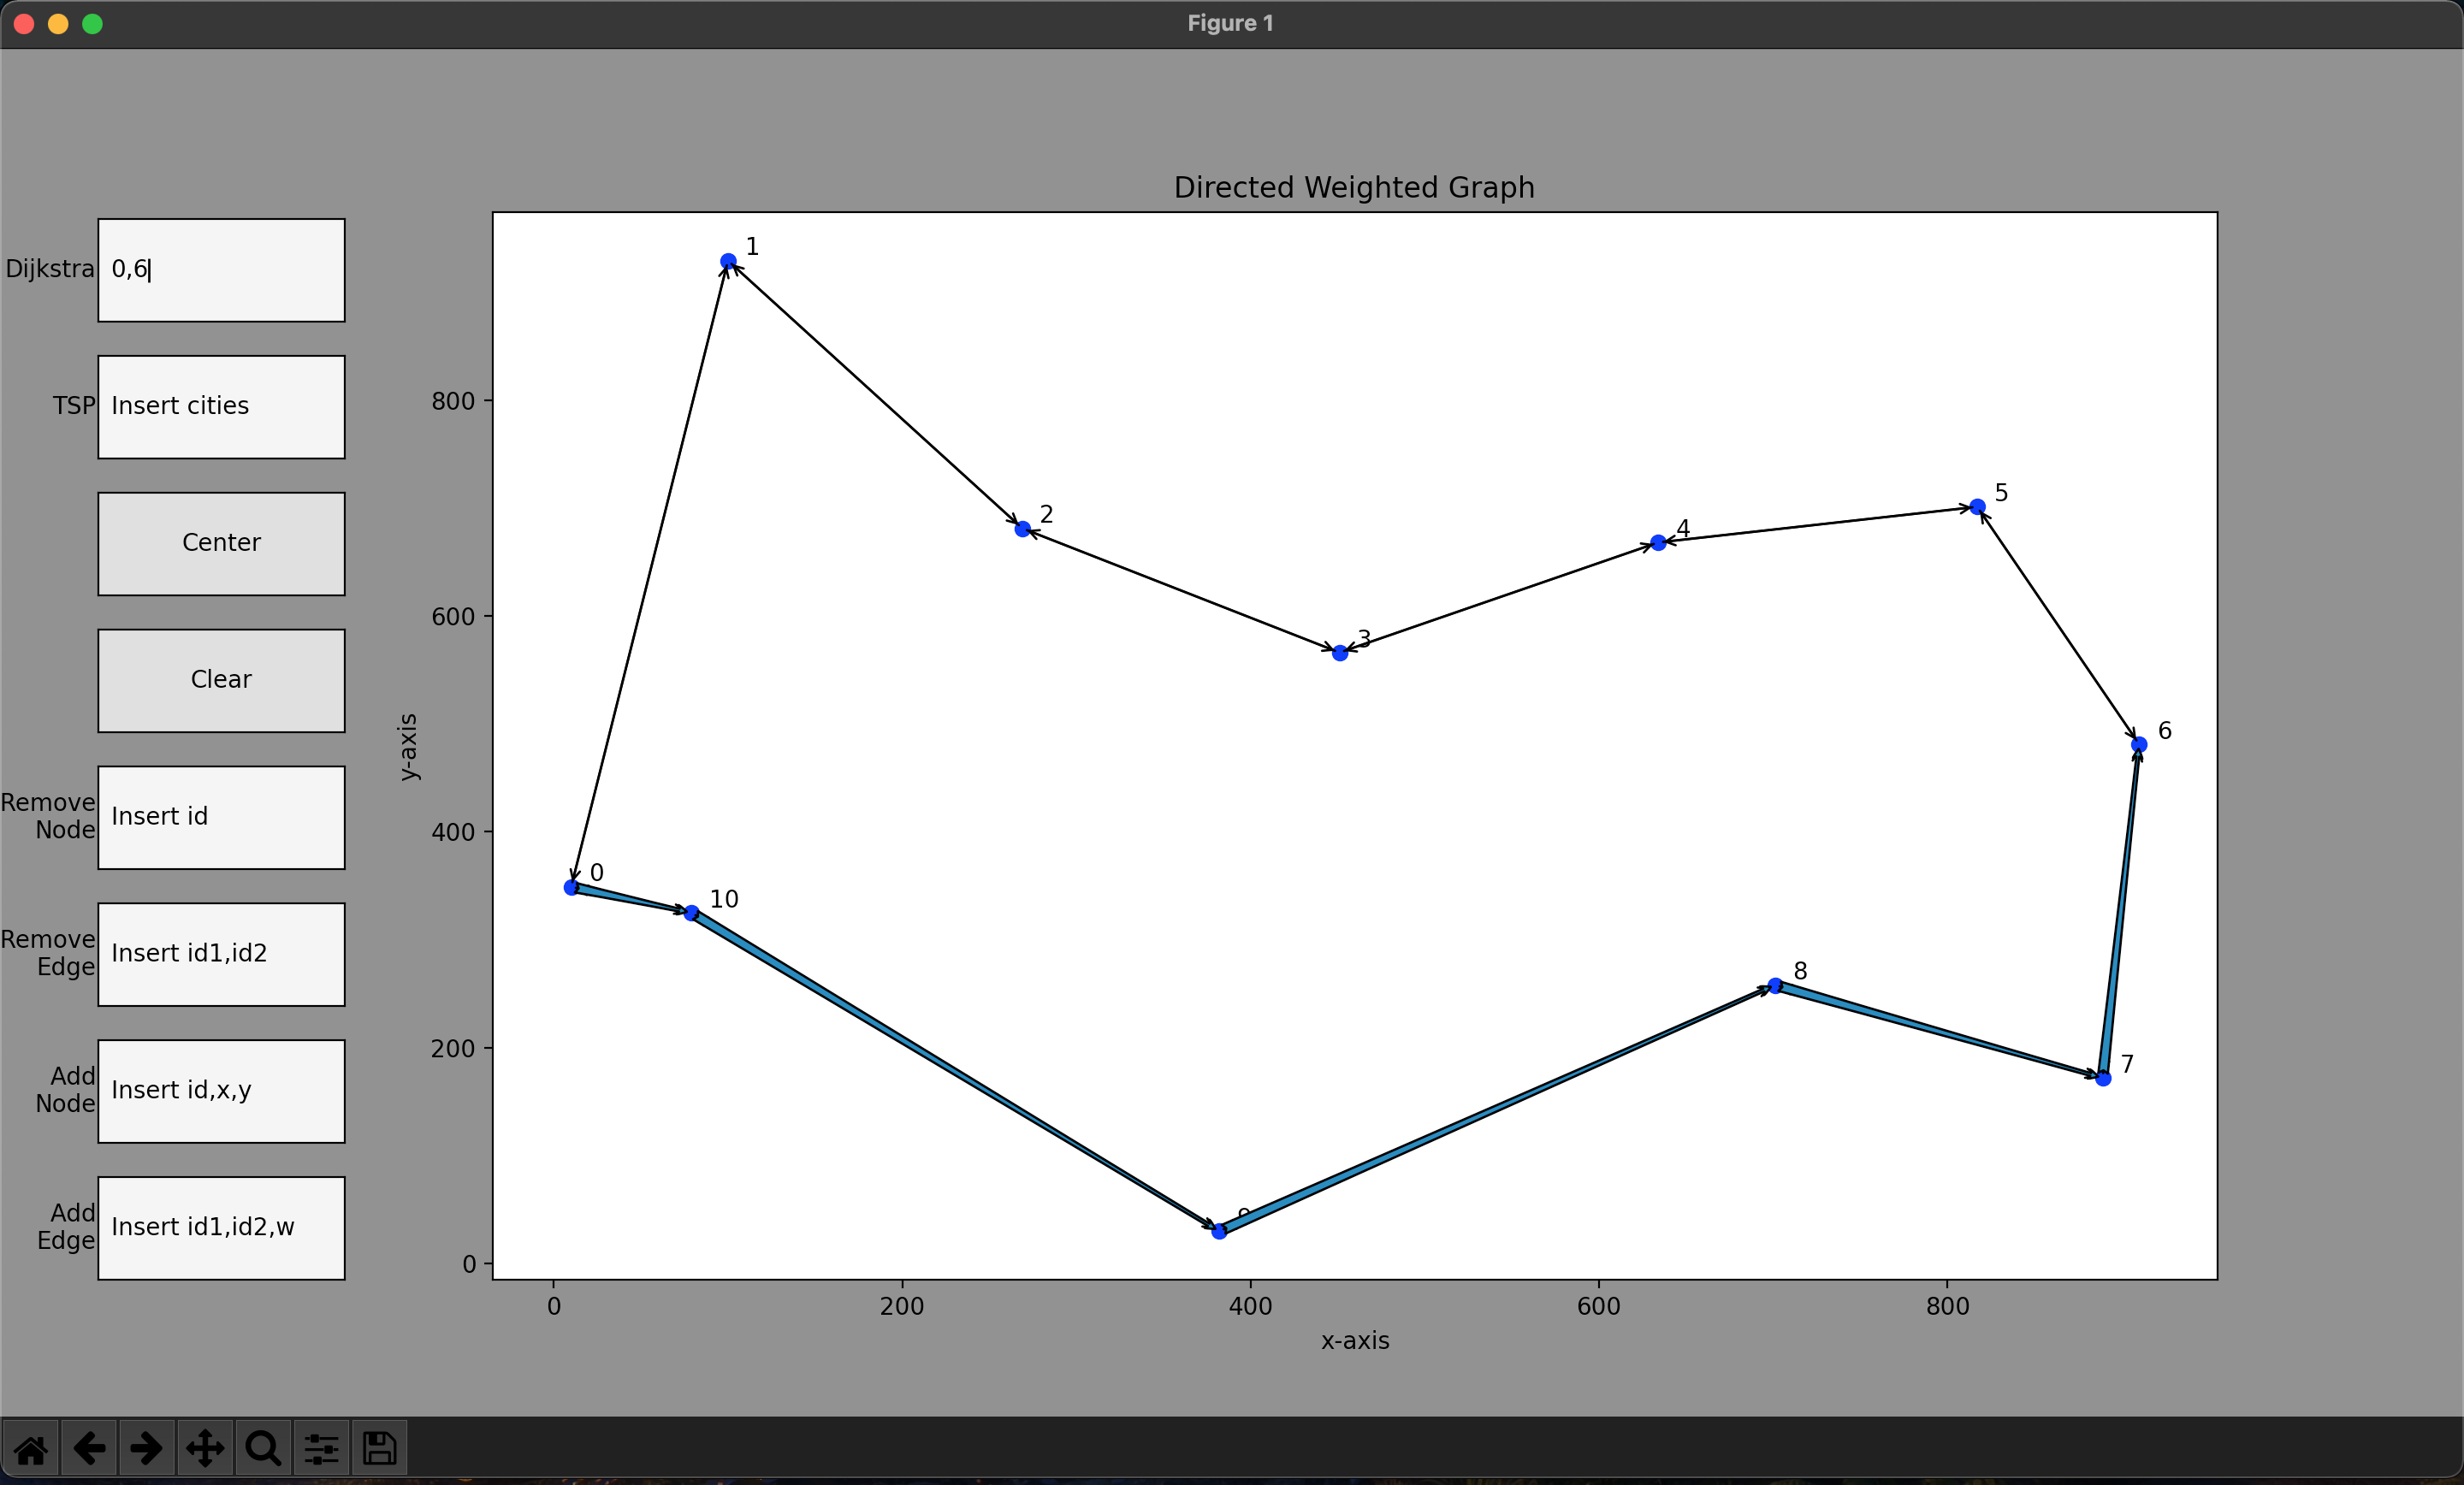 Figure 1
Dijkstra
0,6
TSP
Insert cities
Center
Clear
Remove
Node
Insert id
Remove
Edge
Insert id1,id2
Add
Node
Insert id,x,y
Add
Edge
Insert id1,id2,w
Directed Weighted Graph
y-axis
800
600
400
200
0
1
2
3
4
5
6
0
10
8
7
9
0
200
400
600
800
x-axis